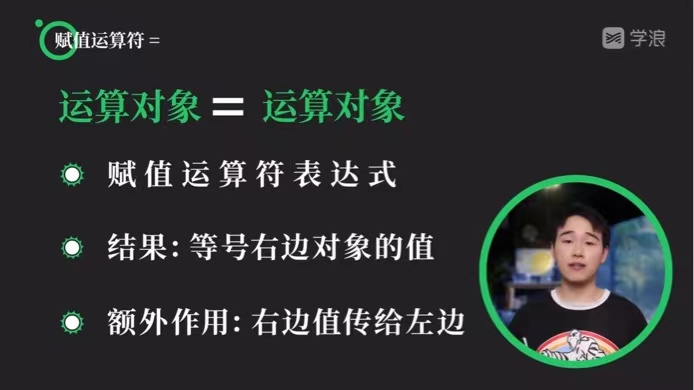 赋值运算符 =
学浪
运算对象 = 运算对象
赋值运算符表达式
结果: 等号右边对象的值
额外作用: 右边值传给左边